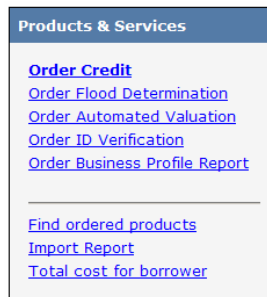 Products & Services
Order Credit
Order Flood Determination
Order Automated Valuation
Order ID Verification
Order Business Profile Report
Find ordered products
Import Report
Total cost for borrower